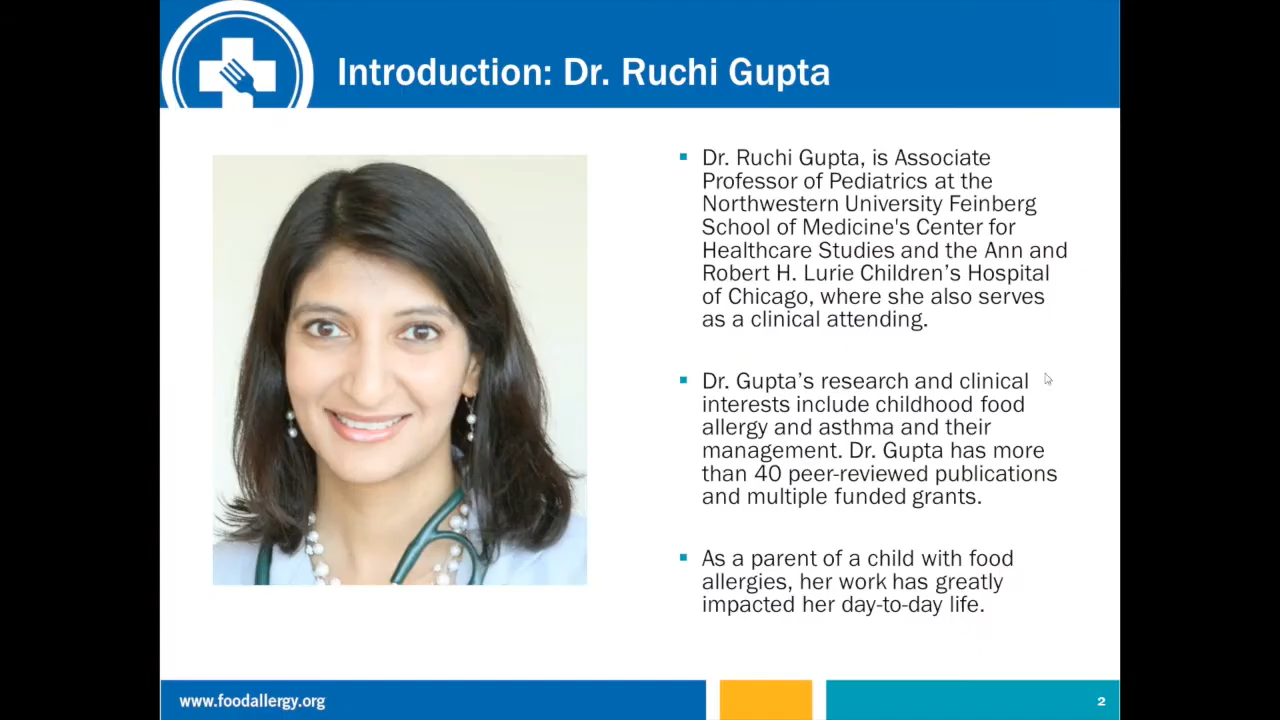 Introduction: Dr. Ruchi Gupta
Dr. Ruchi Gupta, is Associate
Professor of Pediatrics at the
Northwestern University Feinberg
School of Medicine's Center for
Healthcare Studies and the Ann and
Robert H. Lurie Children’s Hospital
of Chicago, where she also serves
as a clinical attending.
Dr. Gupta’s research and clinical
interests include childhood food
allergy and asthma and their
management. Dr. Gupta has more
than 40 peer-reviewed publications
and multiple funded grants.
As a parent of a child with food
allergies, her work has greatly
impacted her day-to-day life.
www.foodallergy.org
2